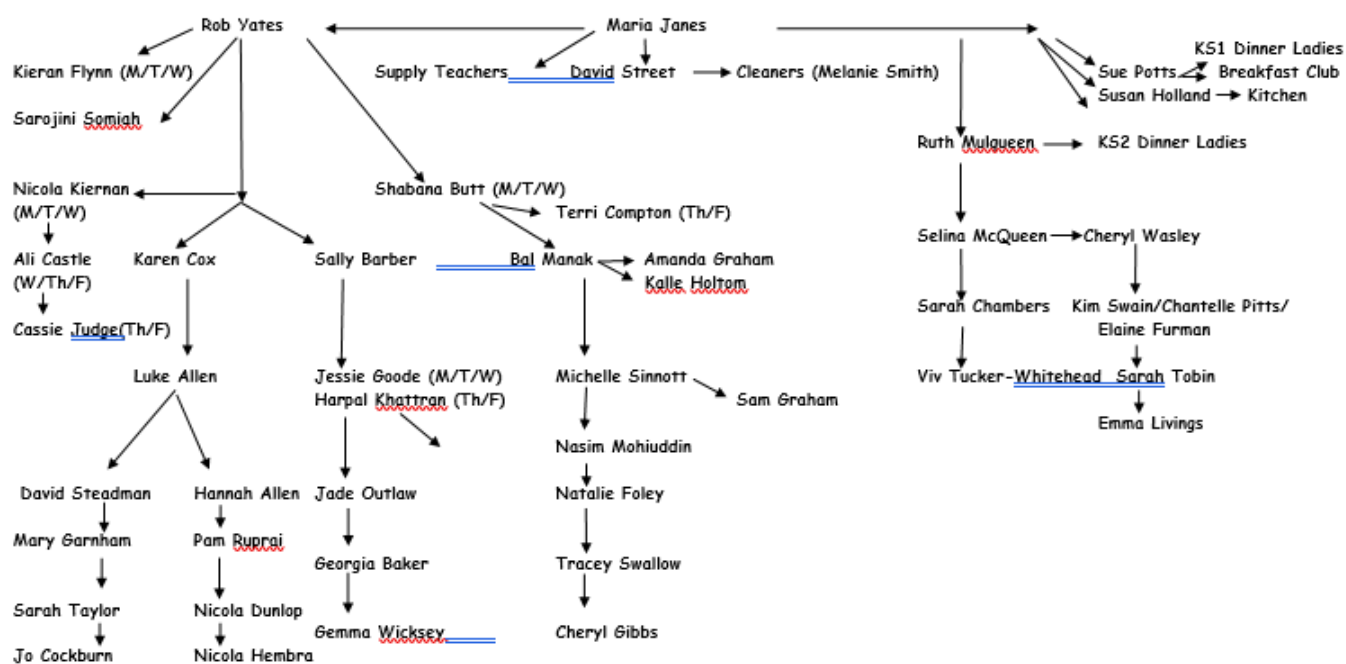 Rob Yates
Maria Janes
KS1 Dinner Ladies
Kieran Flynn (M/T/W)
Supply Teachers
David Street
Cleaners (Melanie Smith)
Sue Potts
Breakfast Club
Susan Holland
Kitchen
Sarojini Somiah
Ruth Mulqueen
KS2 Dinner Ladies
Nicola Kiernan
(M/T/W)
Shabana Butt (M/T/W)
Terri Compton (Th/F)
Selina McQueen
Cheryl Wasley
Ali Castle
(W/Th/F)
Karen Cox
Sally Barber
Bal Manak
Amanda Graham
Kalle Holtom
Sarah Chambers
Kim Swain/Chantelle Pitts/
Elaine Furman
Cassie Judge(Th/F)
Luke Allen
Jessie Goode (M/T/W)
Harpal Khattran (Th/F)
Michelle Sinnott
Sam Graham
Viv Tucker-Whitehead
Sarah Tobin
Emma Livings
Nasim Mohiuddin
David Steadman
Hannah Allen
Jade Outlaw
Natalie Foley
Mary Garnham
Pam Ruprai
Georgia Baker
Tracey Swallow
Sarah Taylor
Nicola Dunlop
Gemma Wicksey
Cheryl Gibbs
Jo Cockburn
Nicola Hembra